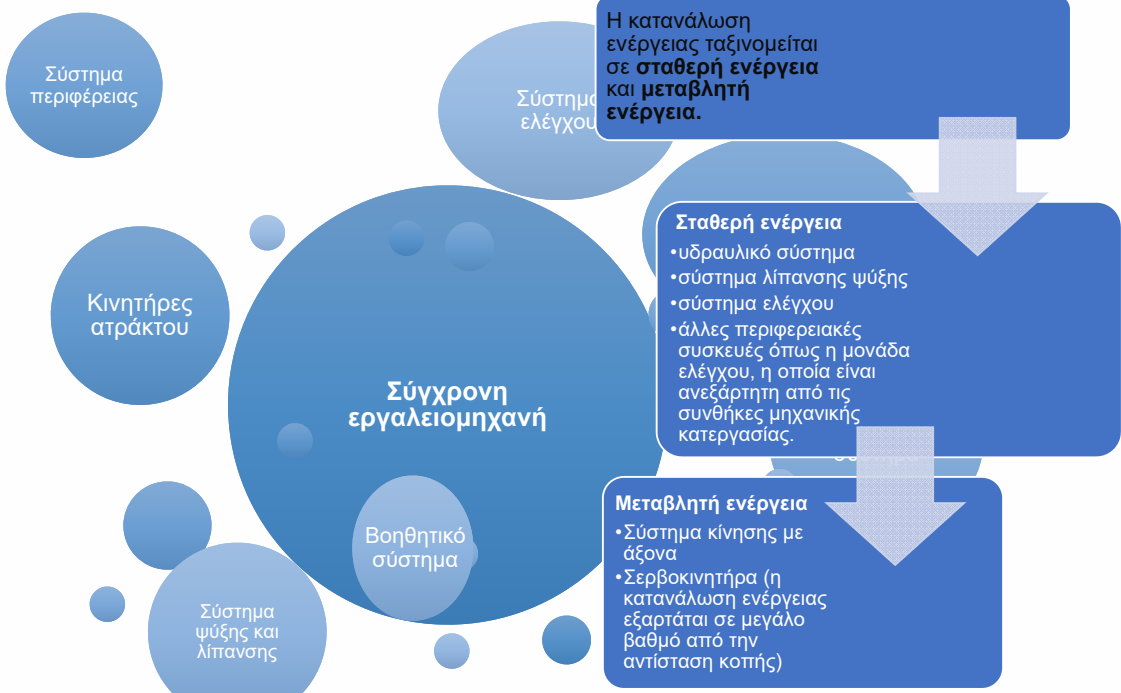 Σύστημα
περιφέρειας
Σύστημα
ελέγχου
Κινητήρες
ατράκτου
Σύγχρονη
εργαλειομηχανή
Βοηθητικό
σύστημα
Σύστημα
ψύξης και
λίπανσης
Η κατανάλωση
ενέργειας ταξινομείται
σε σταθερή ενέργεια
και μεταβλητή
ενέργεια.
Σταθερή ενέργεια
•υδραυλικό σύστημα
•σύστημα λίπανσης ψύξης
•σύστημα ελέγχου
•άλλες περιφερειακές
συσκευές όπως η μονάδα
ελέγχου, η οποία είναι
ανεξάρτητη από τις
συνθήκες μηχανικής
κατεργασίας.
Μεταβλητή ενέργεια
•Σύστημα κίνησης με
άξονα
•Σερβοκινητήρα (η
κατανάλωση ενέργειας
εξαρτάται σε μεγάλο
βαθμό από την
αντίσταση κοπής)